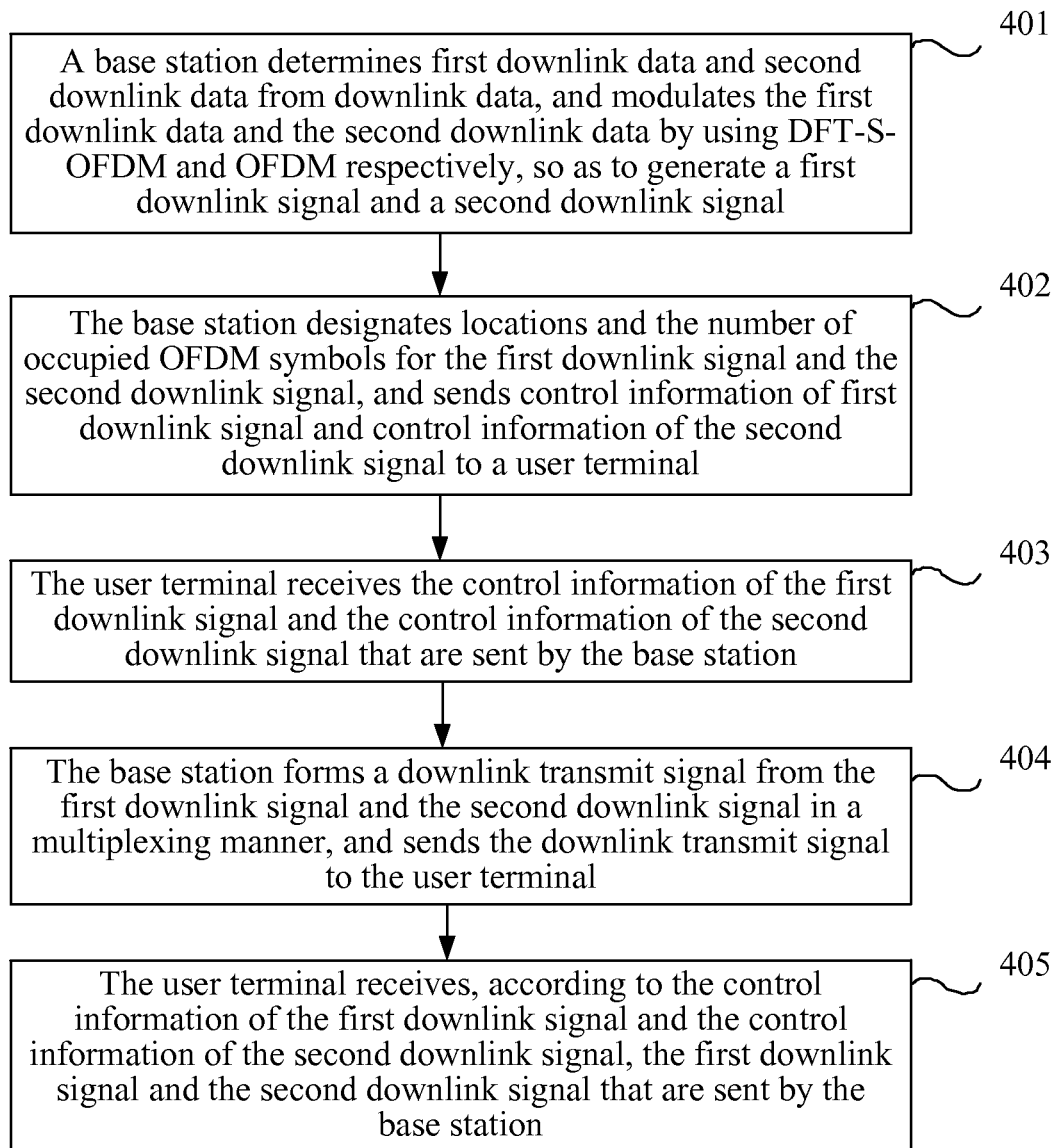 401
A base station determines first downlink data and second
downlink data from downlink data, and modulates the first
downlink data and the second downlink data by using DFT-S-
OFDM and OFDM respectively, so as to generate a first
downlink signal and a second downlink signal
402
The base station designates locations and the number of
occupied OFDM symbols for the first downlink signal and the
second downlink signal, and sends control information of first
downlink signal and control information of the second
downlink signal to a user terminal
403
The user terminal receives the control information of the first
downlink signal and the control information of the second
downlink signal that are sent by the base station
404
The base station forms a downlink transmit signal from the
first downlink signal and the second downlink signal in a
multiplexing manner, and sends the downlink transmit signal
to the user terminal
405
The user terminal receives, according to the control
information of the first downlink signal and the control
information of the second downlink signal, the first downlink
signal and the second downlink signal that are sent by the
base station